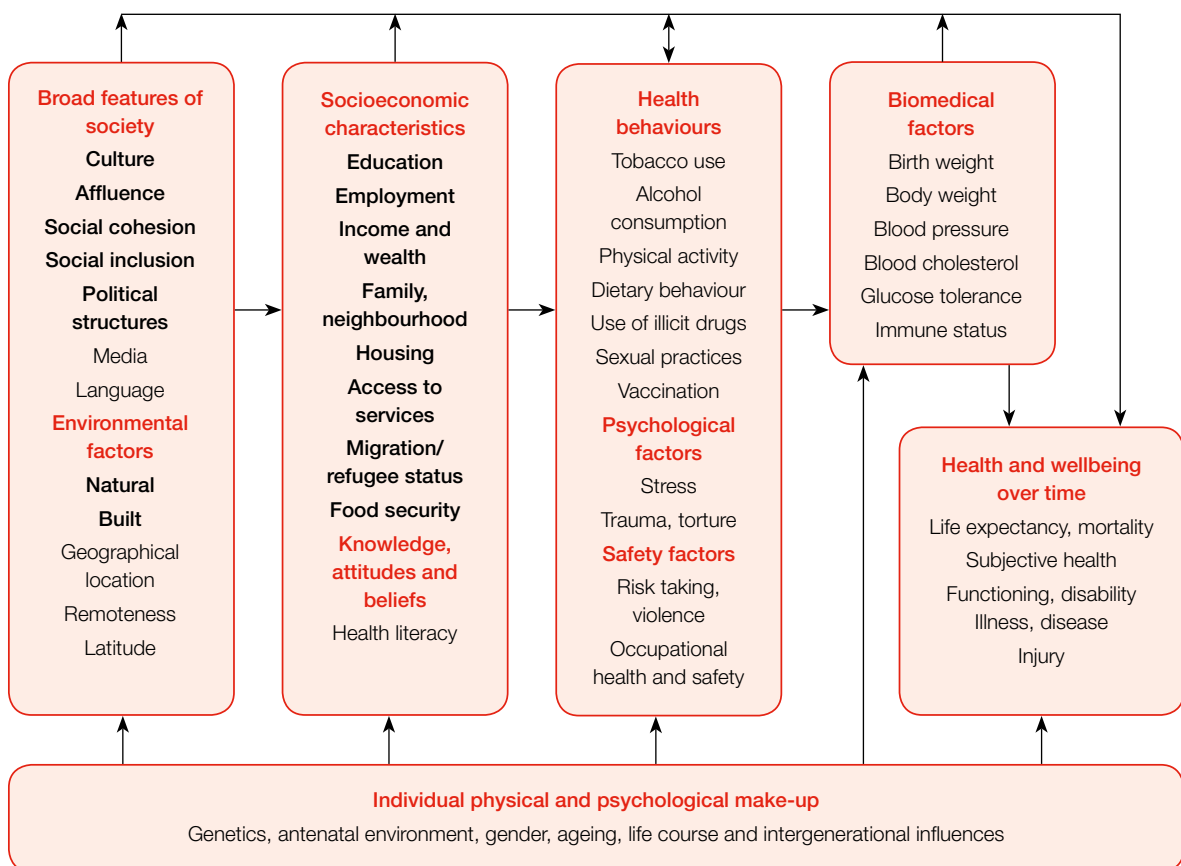 Broad features of
society
Culture
Affluence
Social cohesion
Social inclusion
Political
structures
Media
Language
Environmental
factors
Natural
Built
Geographical
location
Remoteness
Latitude
Socioeconomic
characteristics
Education
Employment
Income and
wealth
Family,
neighbourhood
Housing
Access to
services
Migration/
refugee status
Food security
Knowledge,
attitudes and
beliefs
Health literacy
Health
behaviours
Tobacco use
Alcohol
consumption
Physical activity
Dietary behaviour
Use of illicit drugs
Sexual practices
Vaccination
Psychological
factors
Stress
Trauma, torture
Safety factors
Risk taking,
violence
Occupational
health and safety
Biomedical
factors
Birth weight
Body weight
Blood pressure
Blood cholesterol
Glucose tolerance
Immune status
Health and wellbeing
over time
Life expectancy, mortality
Subjective health
Functioning, disability
Illness, disease
Injury
Individual physical and psychological make-up
Genetics, antenatal environment, gender, ageing, life course and intergenerational influences